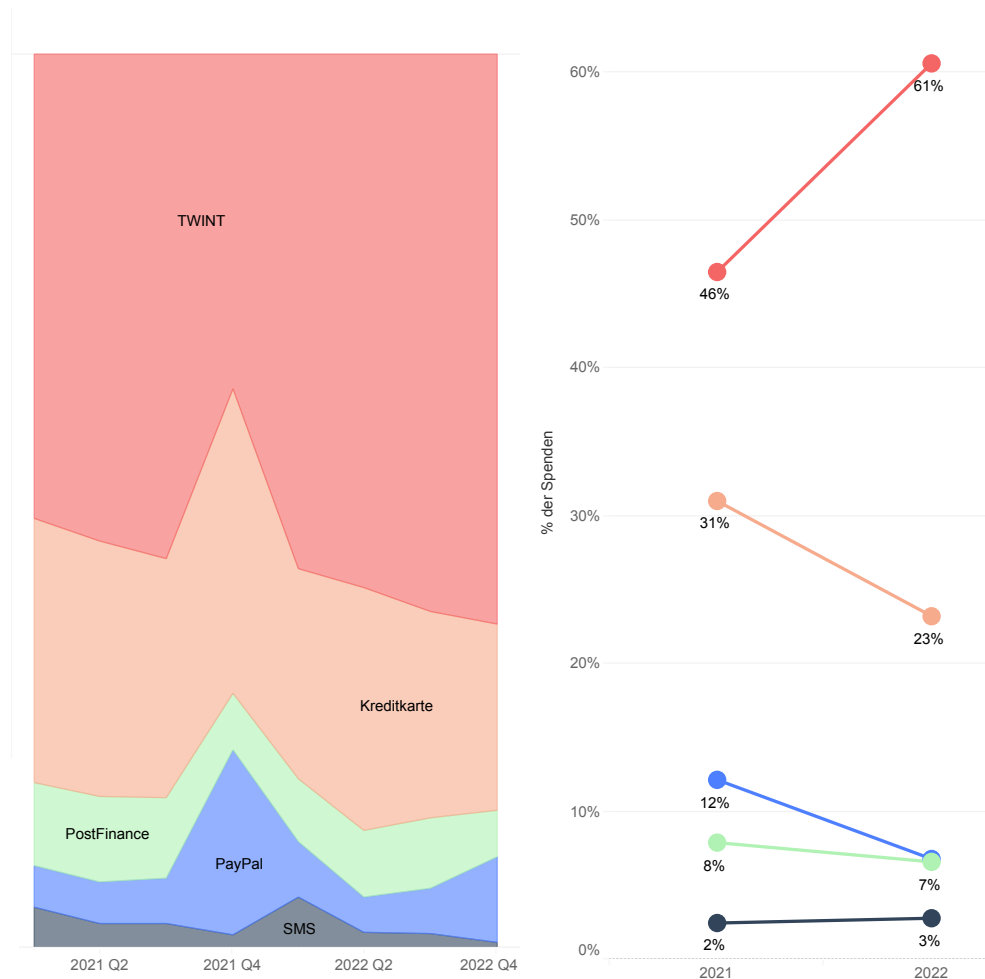 TWINT
Kreditkarte
PostFinance
PayPal
SMS
2021 Q2
2021 Q4
2022 Q2
2022 Q4
% der Spenden
60%
50%
40%
30%
20%
10%
0%
61%
46%
31%
23%
12%
8%
7%
2%
3%
2021
2022